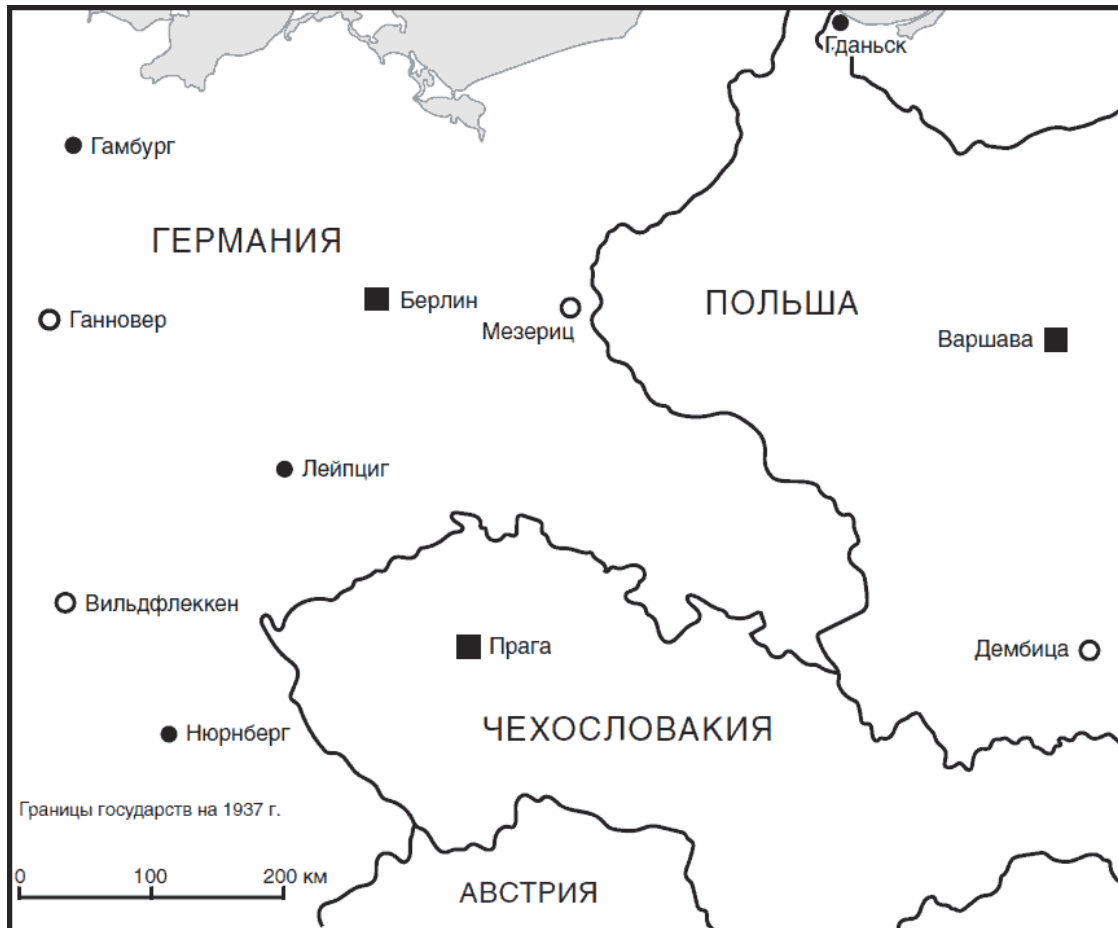 Гданьск
Гамбург
ГЕРМАНИЯ
Берлин
ПОЛЬША
Ганновер
Мезериц
Варшава
Лейпциг
Вильдфлеккен
Прага
Дембица
Нюрнберг
ЧЕХОСЛОВАКИЯ
Границы государств на 1937 г.
0 100 200 км
АВСТРИЯ